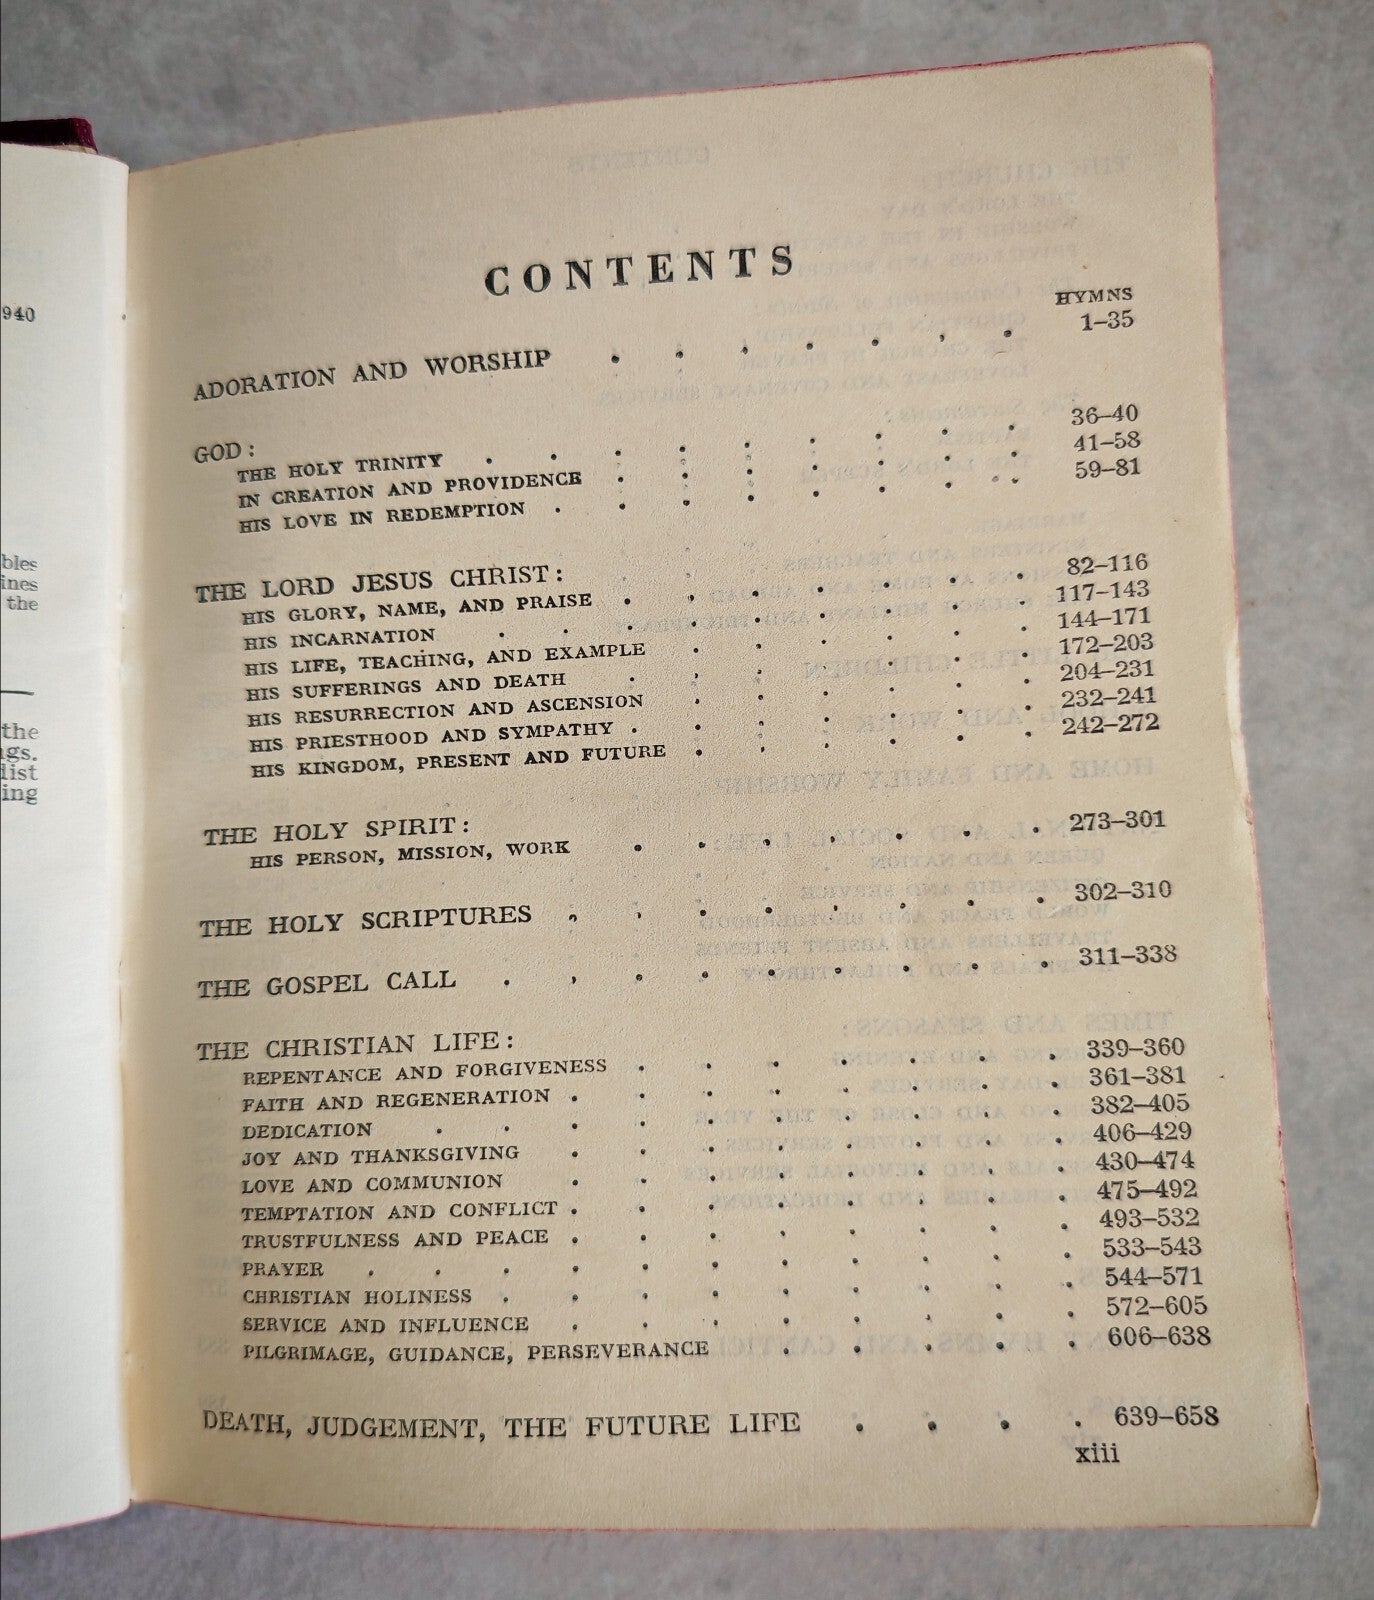 940
bles
ines
the
the
gs.
list
ing
CONTENTS
HYMNS
ADORATION AND WORSHIP . . . . . . . 1–35
GOD :
THE HOLY TRINITY . . . . . . . . . 36–40
IN CREATION AND PROVIDENCE . . . . . . . 41–58
HIS LOVE IN REDEMPTION . . . . . . . . 59–81
THE LORD JESUS CHRIST :
HIS GLORY, NAME, AND PRAISE . . . . . . . 82–116
HIS INCARNATION . . . . . . . . . 117–143
HIS LIFE, TEACHING, AND EXAMPLE . . . . . . 144–171
HIS SUFFERINGS AND DEATH . . . . . . . 172–203
HIS RESURRECTION AND ASCENSION . . . . . . 204–231
HIS PRIESTHOOD AND SYMPATHY . . . . . . . 232–241
HIS KINGDOM, PRESENT AND FUTURE . . . . . . 242–272
THE HOLY SPIRIT :
HIS PERSON, MISSION, WORK . . . . . . . 273–301
THE HOLY SCRIPTURES . . . . . . . . 302–310
THE GOSPEL CALL . . . . . . . . . 311–338
THE CHRISTIAN LIFE :
REPENTANCE AND FORGIVENESS . . . . . . . 339–360
FAITH AND REGENERATION . . . . . . . . 361–381
DEDICATION . . . . . . . . . . 382–405
JOY AND THANKSGIVING . . . . . . . . 406–429
LOVE AND COMMUNION . . . . . . . . 430–474
TEMPTATION AND CONFLICT . . . . . . . . 475–492
TRUSTFULNESS AND PEACE . . . . . . . . 493–532
PRAYER . . . . . . . . . . . 533–543
CHRISTIAN HOLINESS . . . . . . . . . 544–571
SERVICE AND INFLUENCE . . . . . . . . 572–605
PILGRIMAGE, GUIDANCE, PERSEVERANCE . . . . . 606–638
DEATH, JUDGEMENT, THE FUTURE LIFE . . . . 639–658
xiii